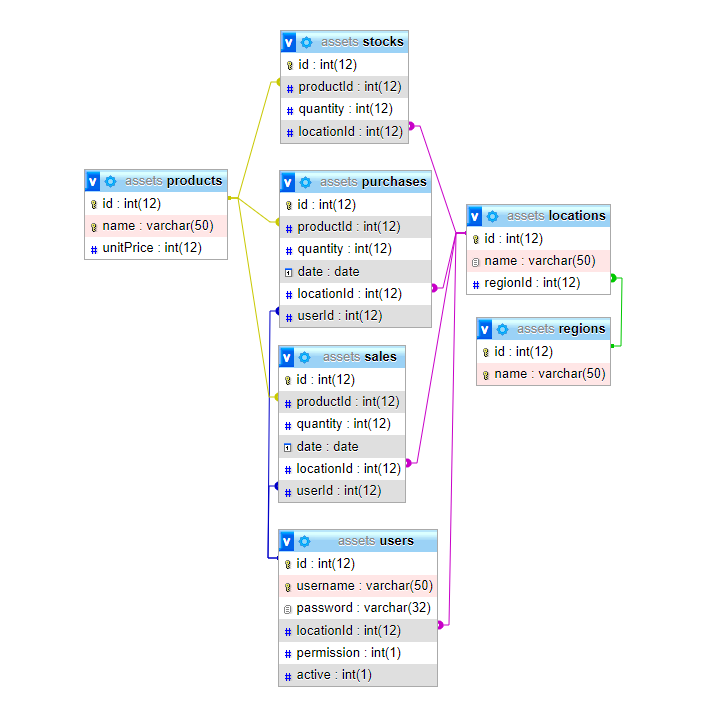 v assets stocks
id : int(12)
# productId : int(12)
# quantity : int(12)
# locationId : int(12)
v assets products
id : int(12)
name : varchar(50)
# unitPrice : int(12)
v assets purchases
id : int(12)
# productId : int(12)
# quantity : int(12)
date : date
# locationId : int(12)
# userId : int(12)
v assets locations
id : int(12)
name : varchar(50)
# regionId : int(12)
v assets regions
id : int(12)
name : varchar(50)
v assets sales
id : int(12)
# productId : int(12)
# quantity : int(12)
date : date
# locationId : int(12)
# userId : int(12)
v assets users
id : int(12)
username : varchar(50)
password : varchar(32)
# locationId : int(12)
# permission : int(1)
# active : int(1)